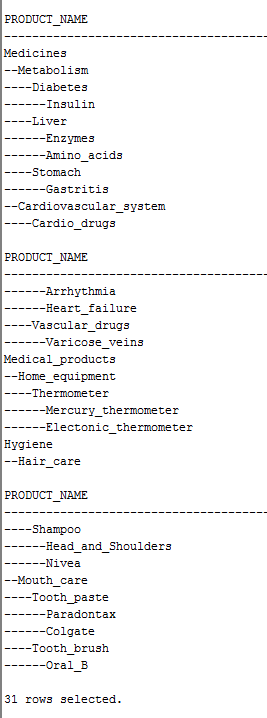 PRODUCT_NAME
--------------------------------------
Medicines
--Metabolism
----Diabetes
------Insulin
----Liver
------Enzymes
------Amino_acids
----Stomach
------Gastritis
--Cardiovascular_system
----Cardio_drugs
PRODUCT_NAME
--------------------------------------
------Arrhythmia
------Heart_failure
----Vascular_drugs
------Varicose_veins
Medical_products
--Home_equipment
----Thermometer
------Mercury_thermometer
------Electonic_thermometer
Hygiene
--Hair_care
PRODUCT_NAME
--------------------------------------
----Shampoo
------Head_and_Shoulders
------Nivea
--Mouth_care
----Tooth_paste
------Paradontax
------Colgate
----Tooth_brush
------Oral_B
31 rows selected.